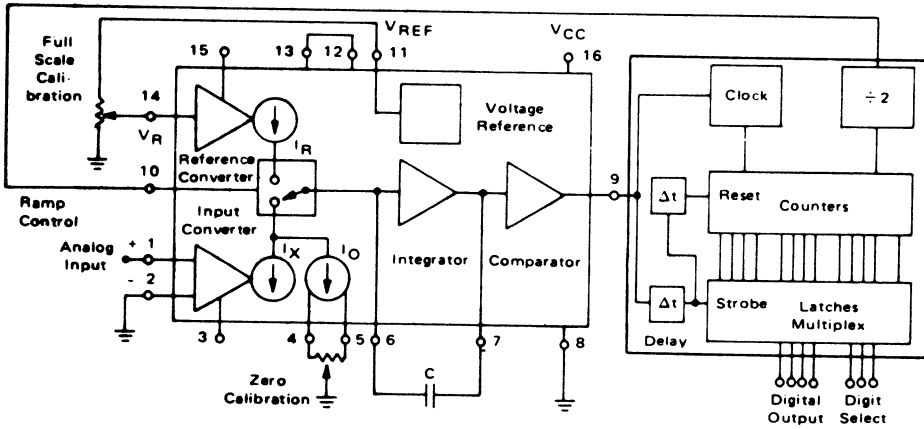 Full
Scale
Cali-
bration
15
13
12
VREF
11
VCC
16
14
VR
IR
Voltage
Reference
Clock
÷ 2
Reference
Converter
10
Ramp
Control
Input
Converter
9
Δt
Reset
Counters
Analog
Input
+ 1
- 2
IX
IO
Integrator
Comparator
Δt
Strobe
Latches
Multiplex
3
4
5
6
7
8
Delay
Zero
Calibration
C
Digital
Output
Digit
Select